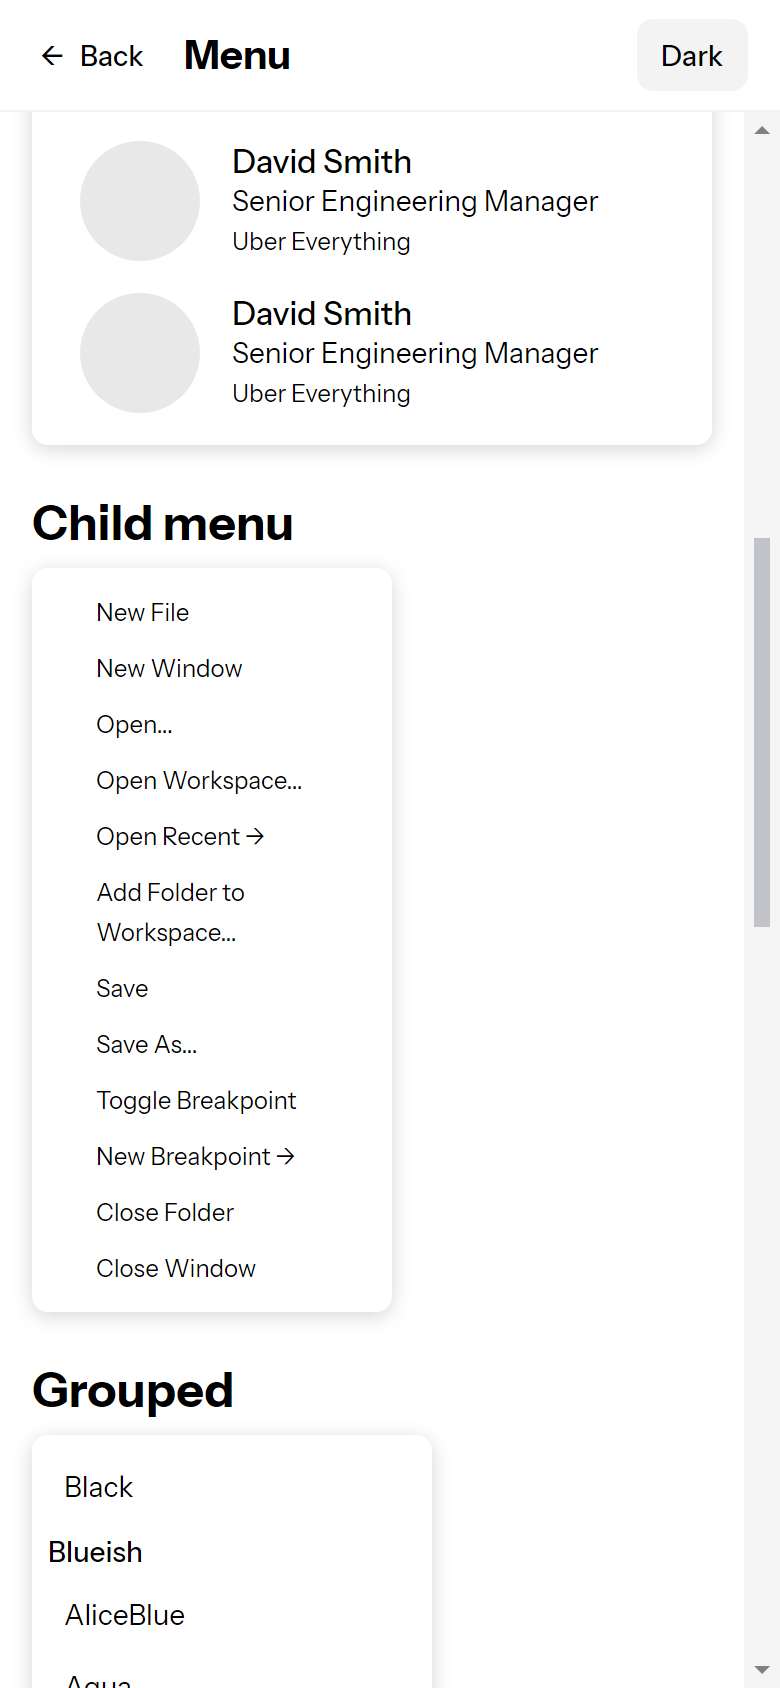 ← Back Menu Dark
David Smith
Senior Engineering Manager
Uber Everything
David Smith
Senior Engineering Manager
Uber Everything
Child menu
New File
New Window
Open...
Open Workspace...
Open Recent →
Add Folder to
Workspace...
Save
Save As...
Toggle Breakpoint
New Breakpoint →
Close Folder
Close Window
Grouped
Black
Blueish
AliceBlue
Aqua